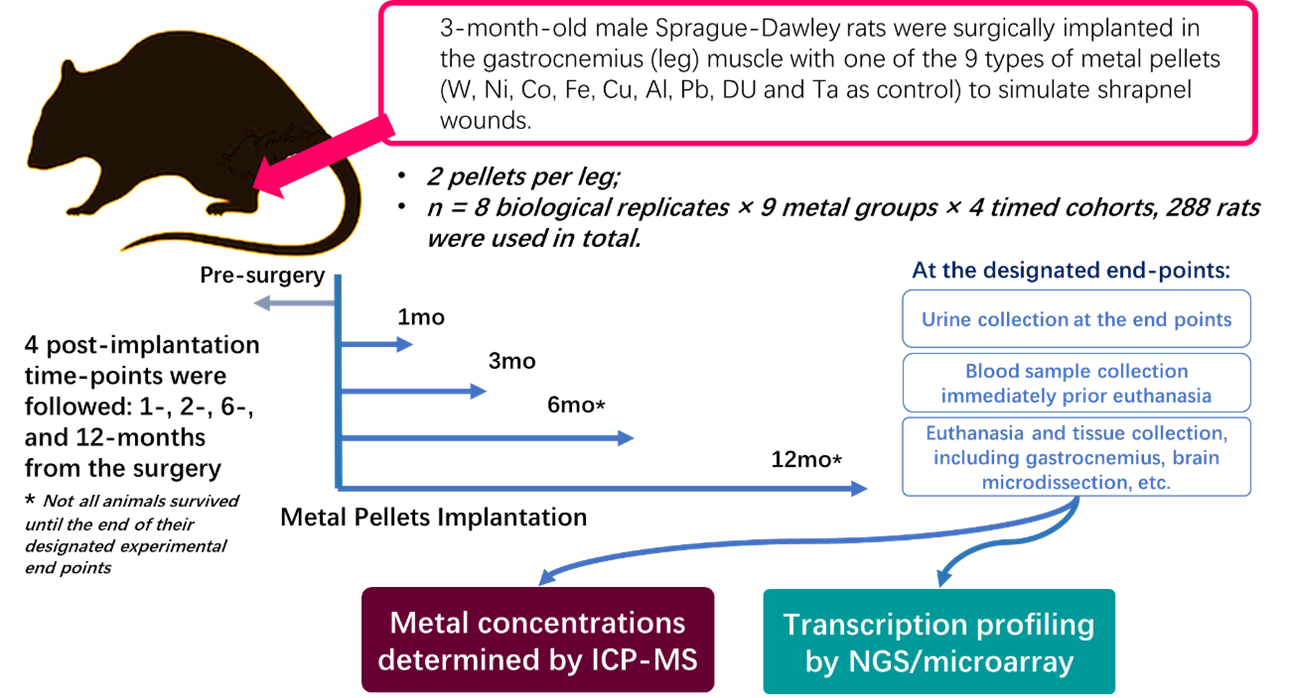 3-month-old male Sprague-Dawley rats were surgically implanted in
the gastrocnemius (leg) muscle with one of the 9 types of metal pellets
(W, Ni, Co, Fe, Cu, Al, Pb, DU and Ta as control) to simulate shrapnel
wounds.
• 2 pellets per leg;
• n = 8 biological replicates × 9 metal groups × 4 timed cohorts, 288 rats
were used in total.
Pre-surgery
1mo
3mo
6mo*
12mo*
Metal Pellets Implantation
4 post-implantation
time-points were
followed: 1-, 2-, 6-,
and 12-months
from the surgery
* Not all animals survived
until the end of their
designated experimental
end points
At the designated end-points:
Urine collection at the end points
Blood sample collection
immediately prior euthanasia
Euthanasia and tissue collection,
including gastrocnemius, brain
microdissection, etc.
Metal concentrations
determined by ICP-MS
Transcription profiling
by NGS/microarray